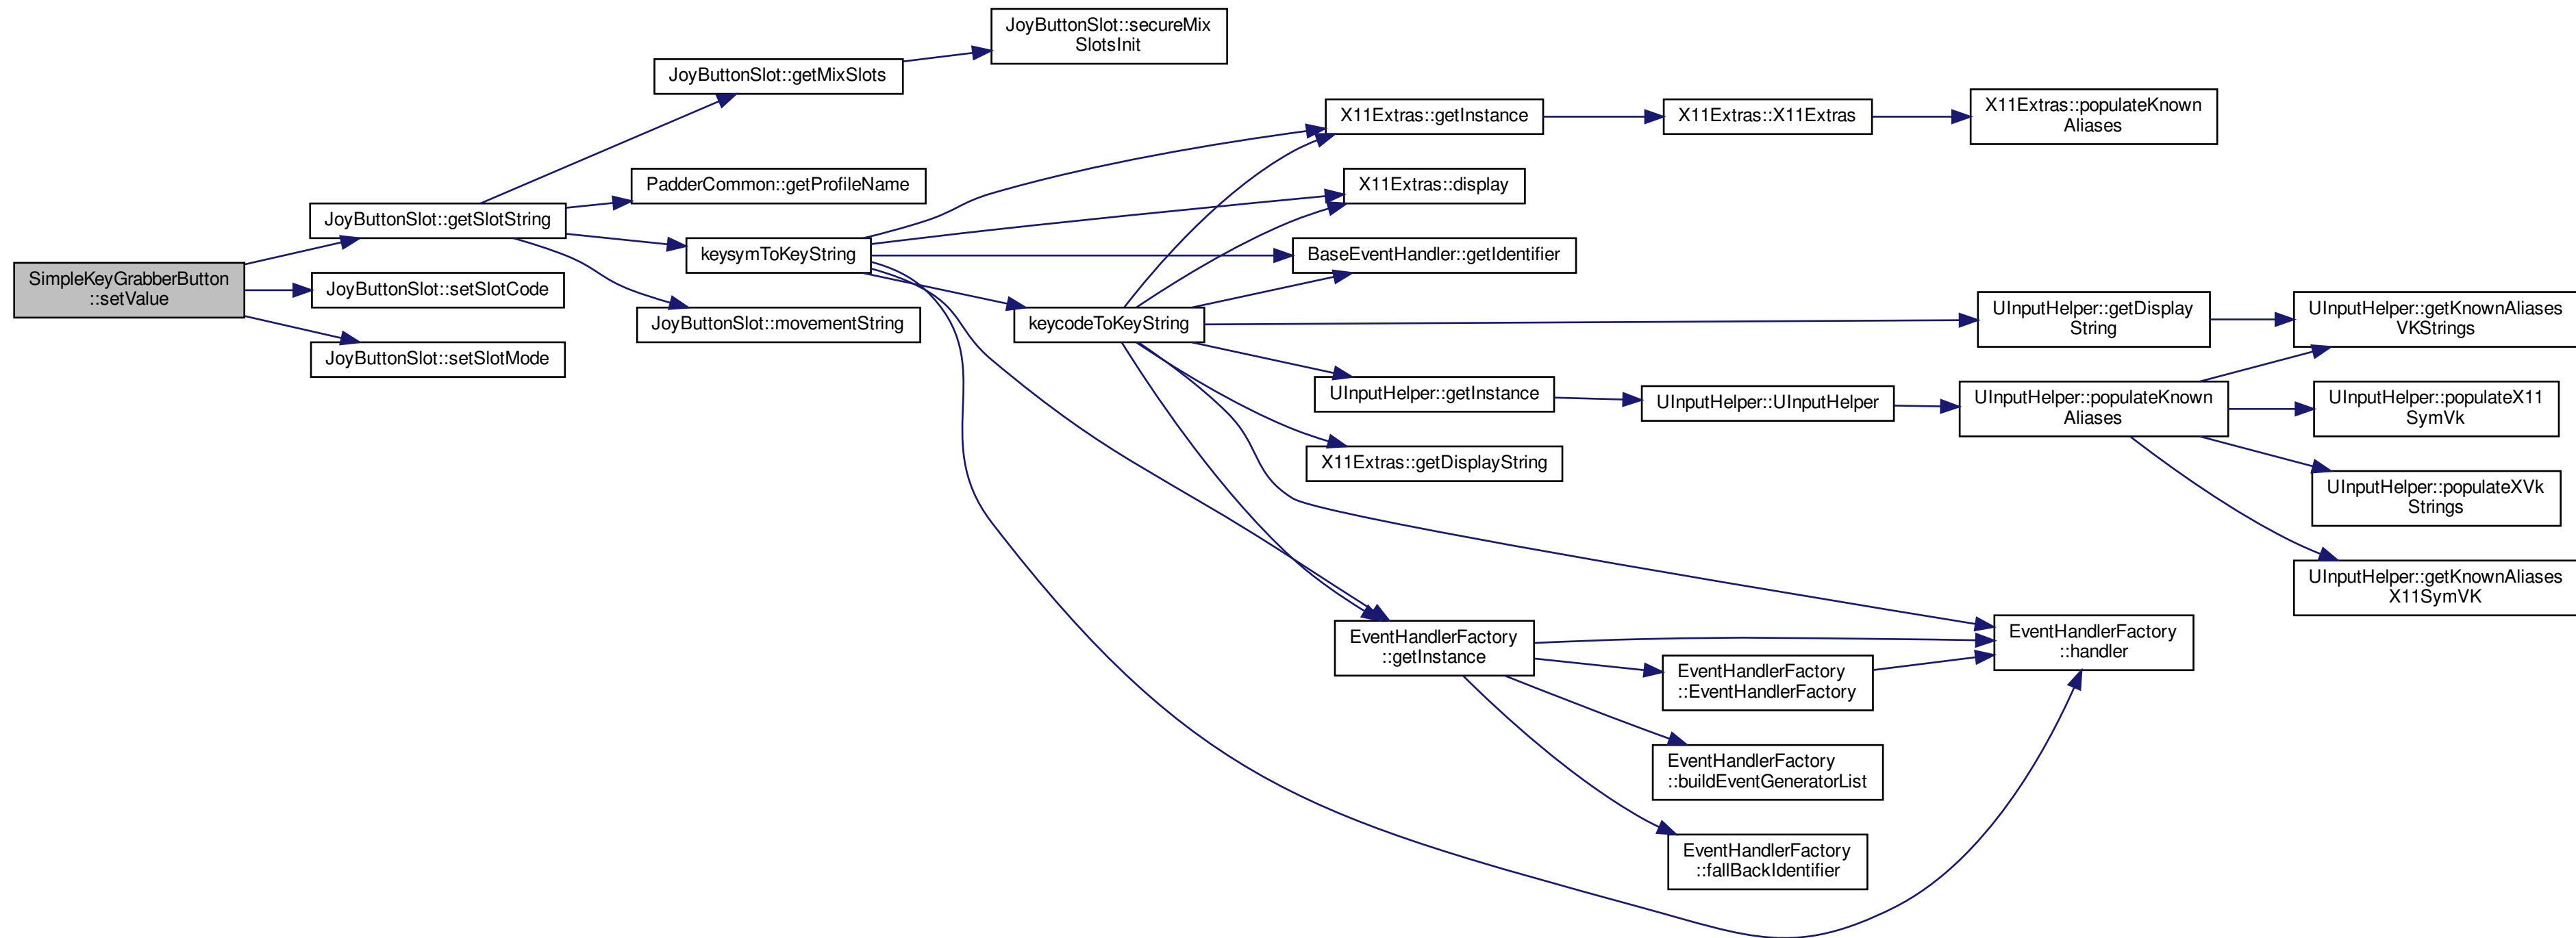 SimpleKeyGrabberButton
::setValue
JoyButtonSlot::getSlotString
JoyButtonSlot::setSlotCode
JoyButtonSlot::setSlotMode
JoyButtonSlot::getMixSlots
PadderCommon::getProfileName
keysymToKeyString
JoyButtonSlot::movementString
JoyButtonSlot::secureMix
SlotsInit
keycodeToKeyString
X11Extras::getInstance
X11Extras::display
BaseEventHandler::getIdentifier
UInputHelper::getInstance
X11Extras::getDisplayString
EventHandlerFactory
::getInstance
X11Extras::X11Extras
UInputHelper::UInputHelper
EventHandlerFactory
::EventHandlerFactory
EventHandlerFactory
::buildEventGeneratorList
EventHandlerFactory
::fallBackIdentifier
X11Extras::populateKnown
Aliases
UInputHelper::getDisplay
String
UInputHelper::populateKnown
Aliases
EventHandlerFactory
::handler
UInputHelper::getKnownAliases
VKStrings
UInputHelper::populateX11
SymVk
UInputHelper::populateXVk
Strings
UInputHelper::getKnownAliases
X11SymVK